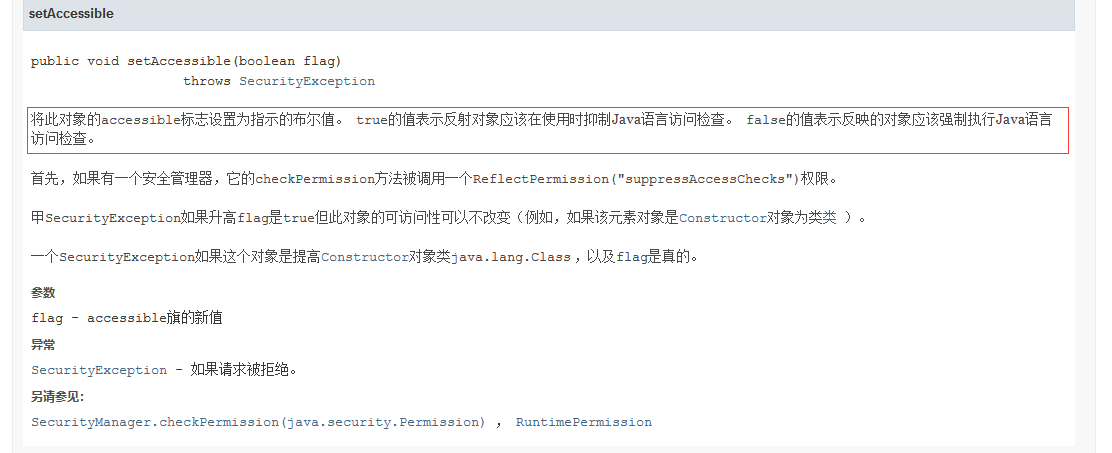 setAccessible
public void setAccessible(boolean flag)
throws SecurityException
将此对象的accessible标志设置为指示的布尔值。 true的值表示反射对象应该在使用时抑制Java语言访问检查。 false的值表示反映的对象应该强制执行Java语言
访问检查。
首先，如果有一个安全管理器，它的checkPermission方法被调用一个ReflectPermission("suppressAccessChecks")权限。
甲SecurityException如果升高flag是true但此对象的可访问性可以不改变（例如，如果该元素对象是Constructor对象为类类 ）。
一个SecurityException如果这个对象是提高Constructor对象类java.lang.Class ，以及flag是真的。
参数
flag - accessible旗的新值
异常
SecurityException - 如果请求被拒绝。
另请参见：
SecurityManager.checkPermission(java.security.Permission) ， RuntimePermission